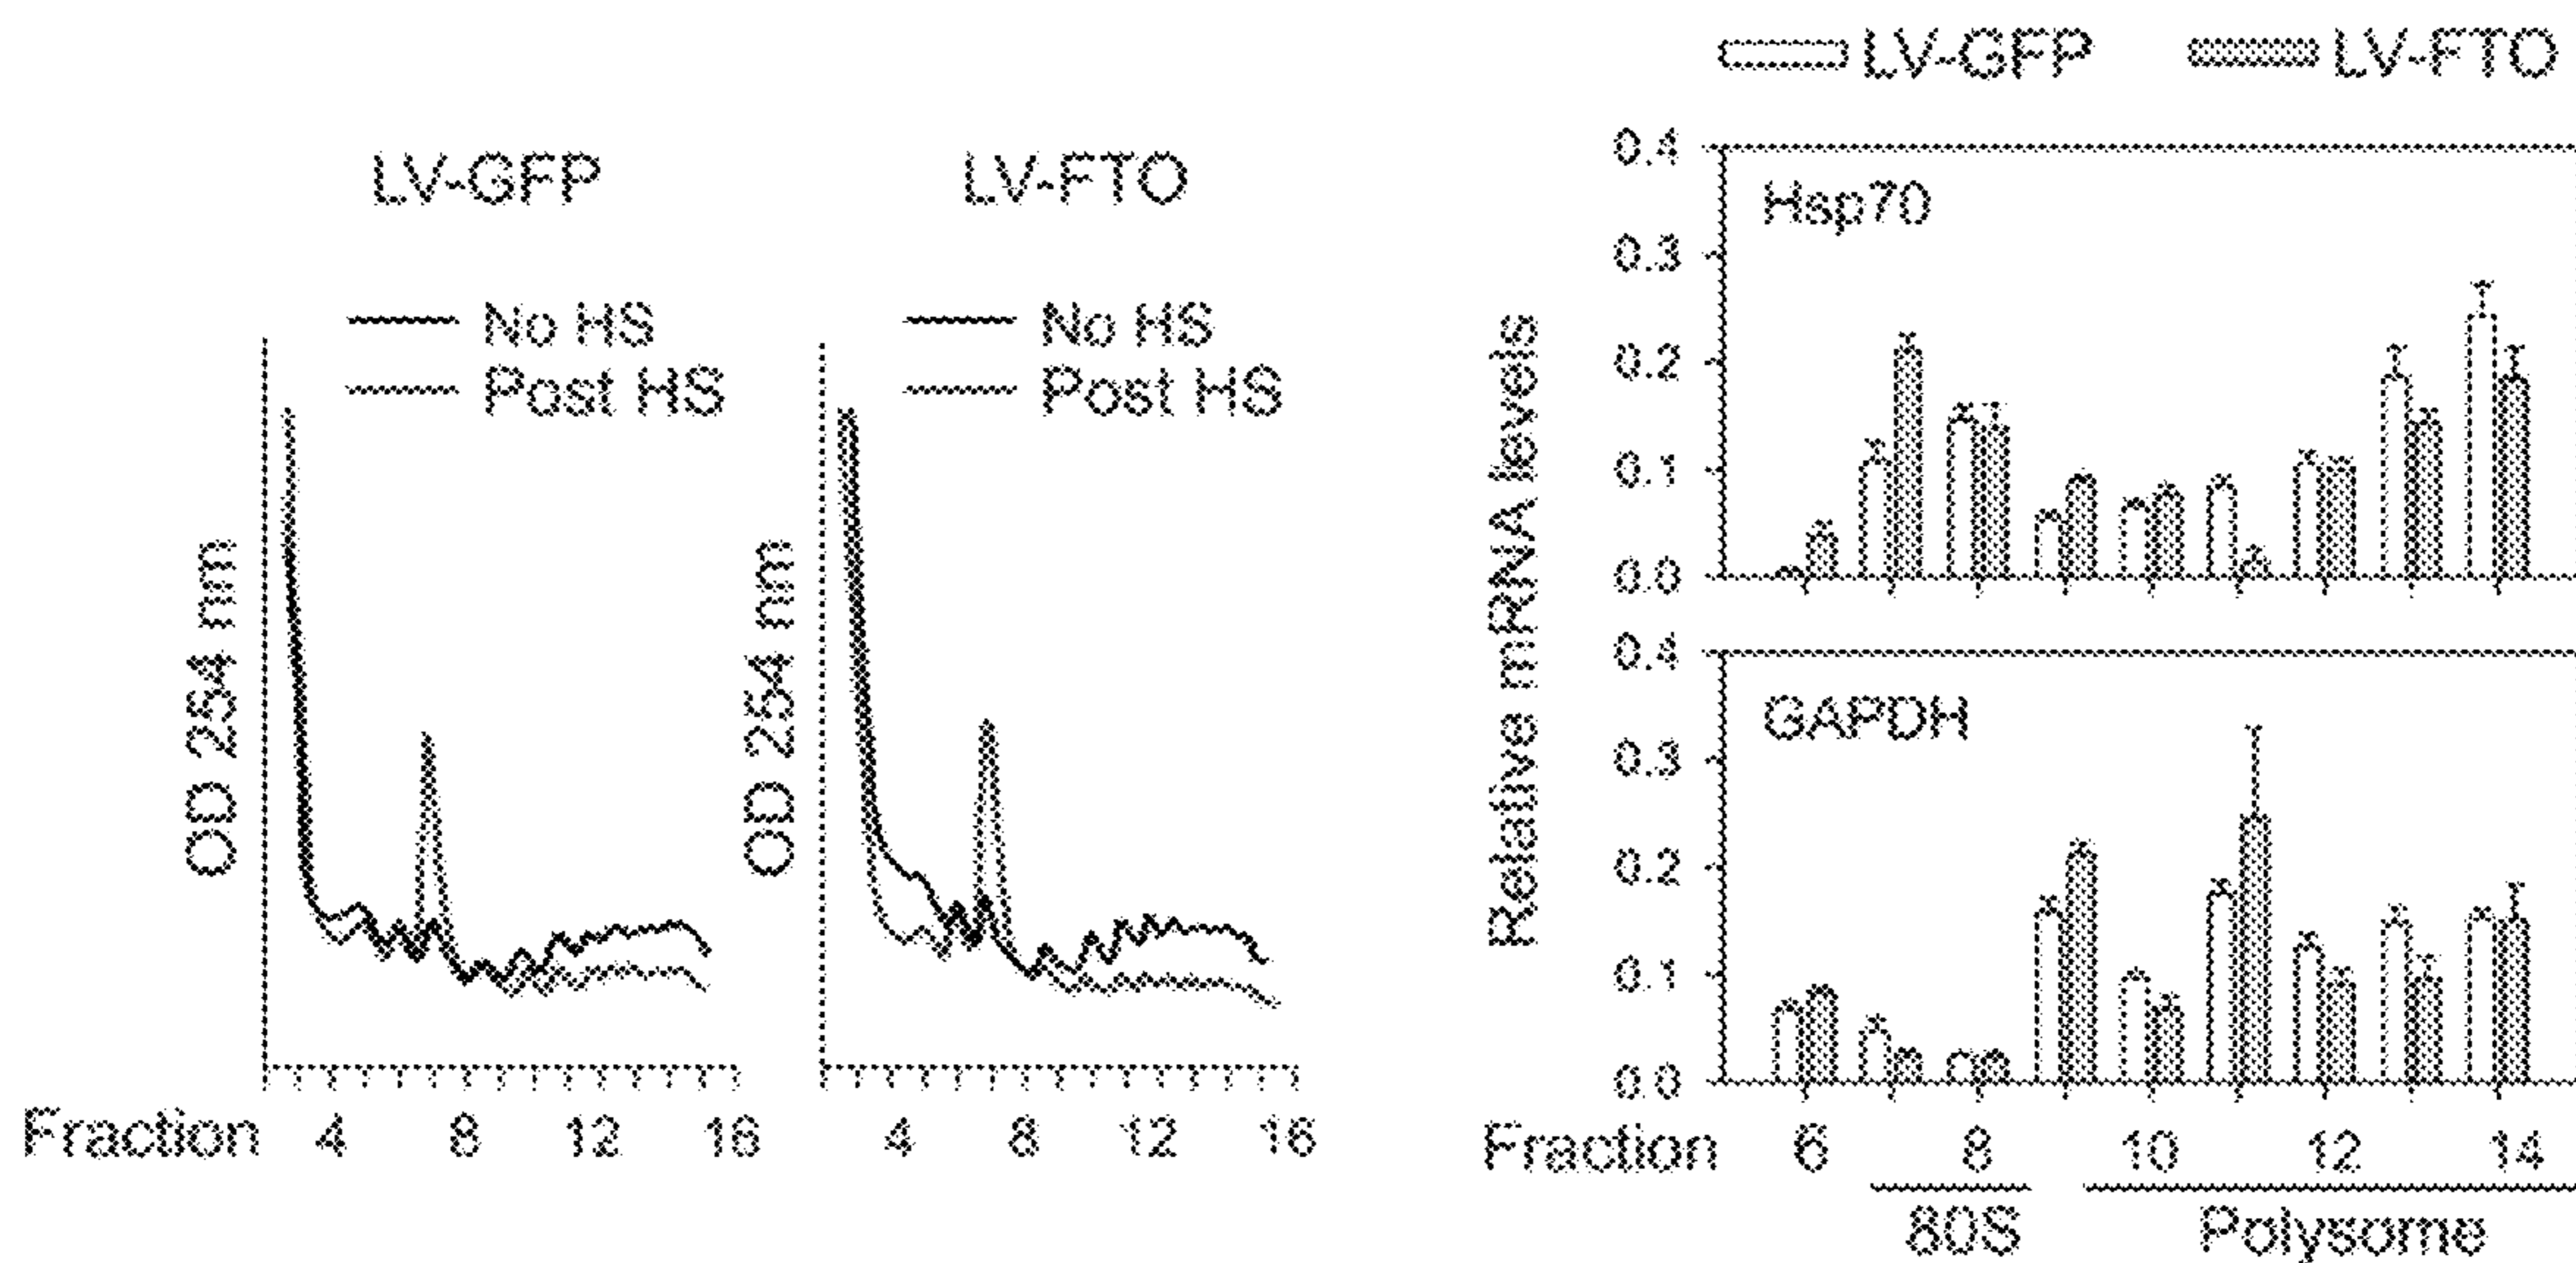 LV-GFP LV-FTO
LV-GFP
No HS
Post HS
OD 254 nm
Fraction 4 8 12 16
LV-FTO
No HS
Post HS
OD 254 nm
4 8 12 16
Relative mRNA levels
Hsp70
0.4
0.3
0.2
0.1
0.0
GAPDH
0.4
0.3
0.2
0.1
0.0
Fraction 6 8 10 12 14
80S Polysome